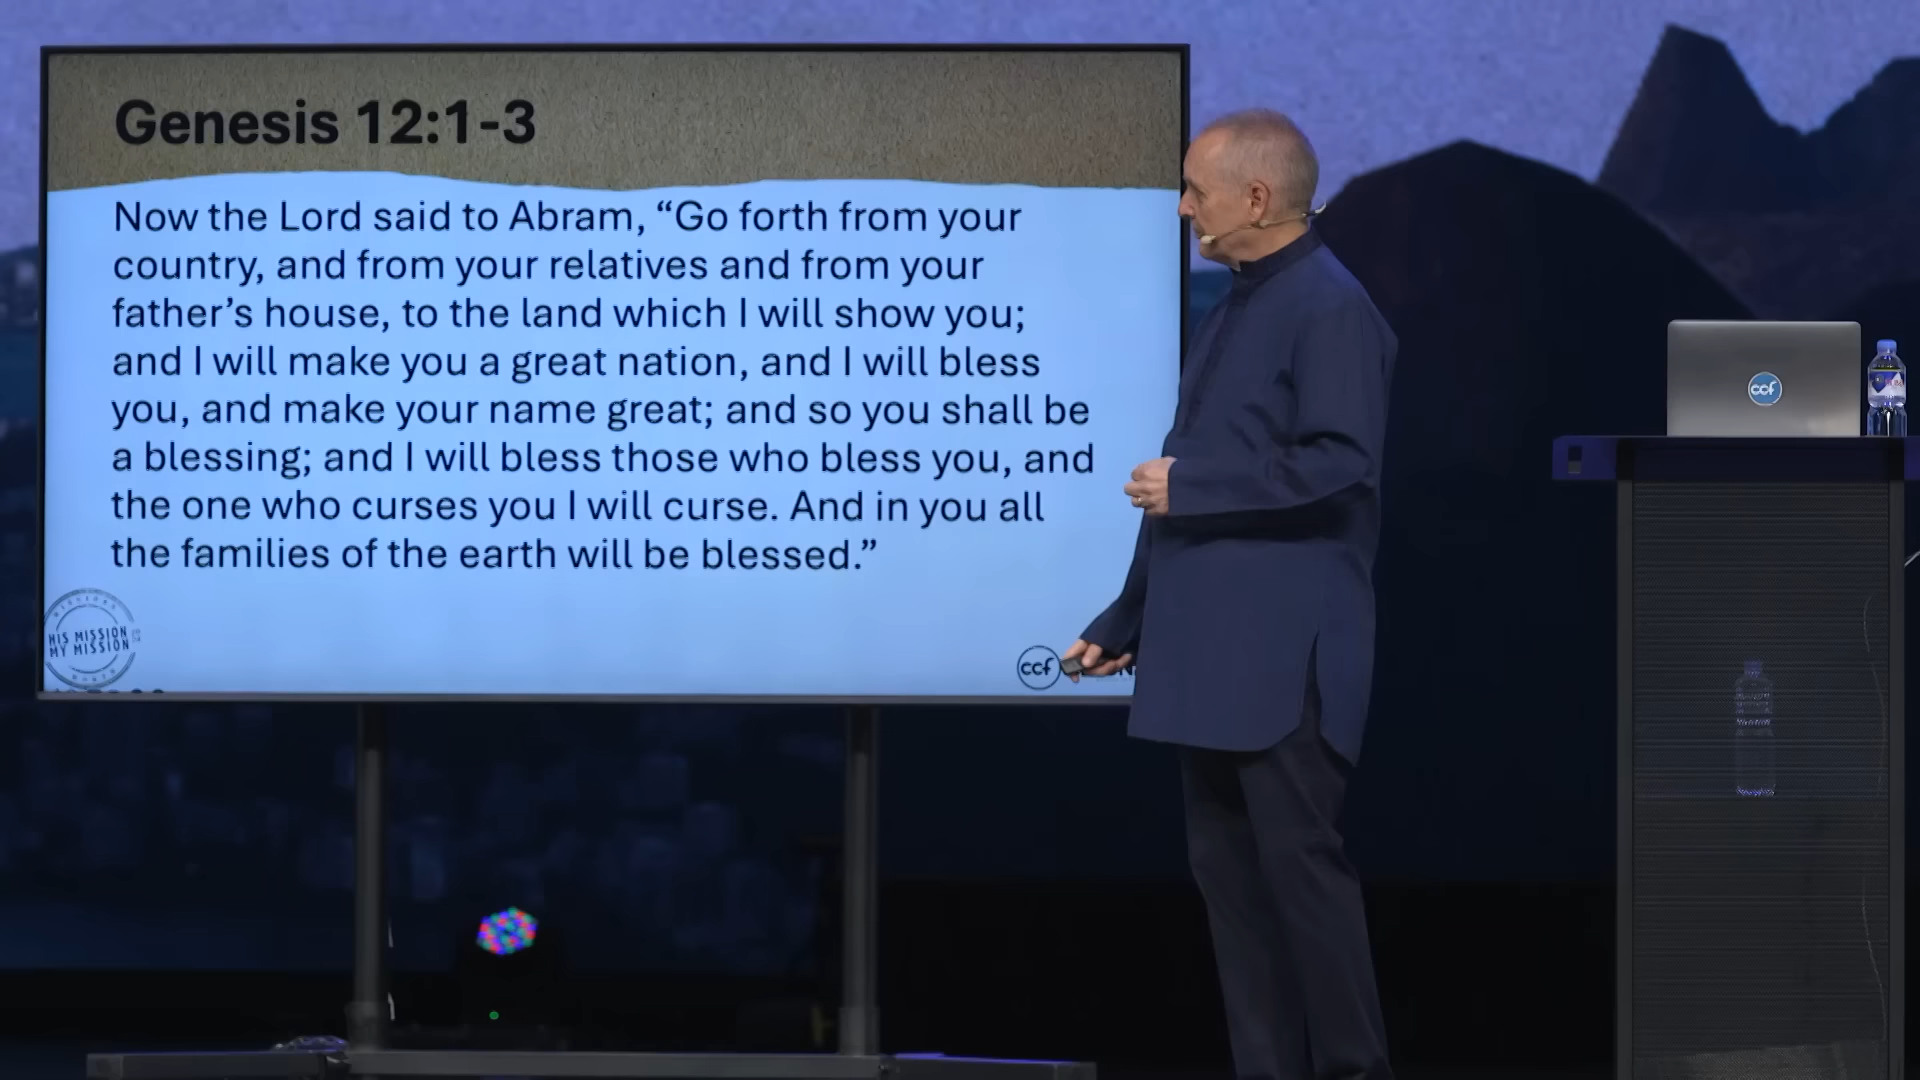 Genesis 12:1-3
Now the Lord said to Abram, “Go forth from your
country, and from your relatives and from your
father’s house, to the land which I will show you;
and I will make you a great nation, and I will bless
you, and make your name great; and so you shall be
a blessing; and I will bless those who bless you, and
the one who curses you I will curse. And in you all
the families of the earth will be blessed.”
HIS MISSION
MY MISSION
ccf
ccf